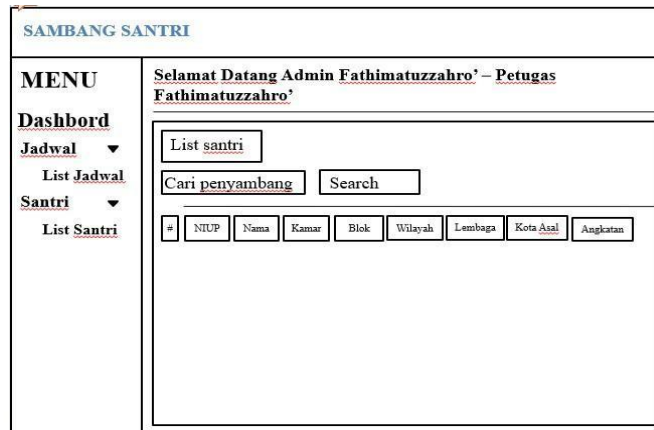 SAMBANG SANTRI
MENU
Dashbord
Jadwal
List Jadwal
Santri
List Santri
Selamat Datang Admin Fathimatuzzahro’ – Petugas
Fathimatuzzahro’
List santri
Cari penyambang Search
# NIUP Nama Kamar Blok Wilayah Lembaga Kota Asal Angkatan